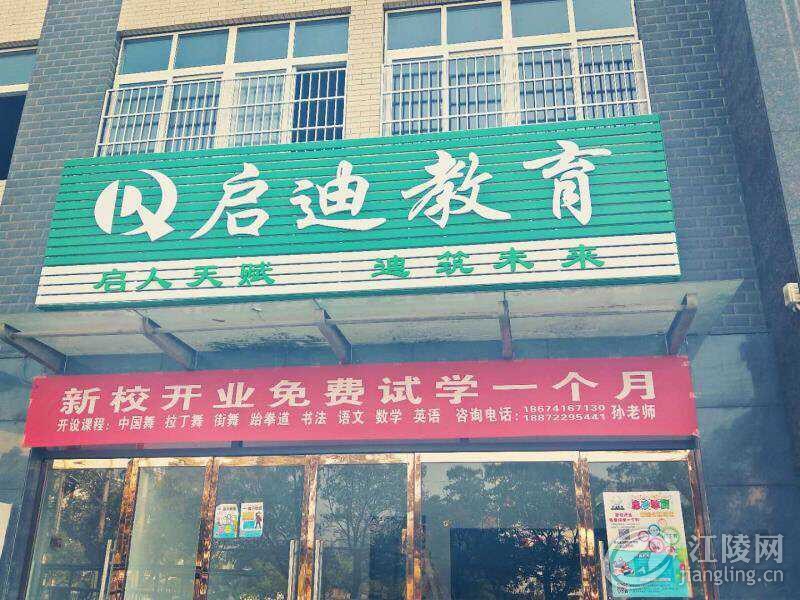 启迪教育
启人天赋 迪筑未来
新校开业免费试学一个月
开设课程：中国舞 拉丁舞 街舞 跆拳道 书法 语文 数学 英语 咨询电话：18674167130 18872295441 孙老师
江陵网
jiangling.cn